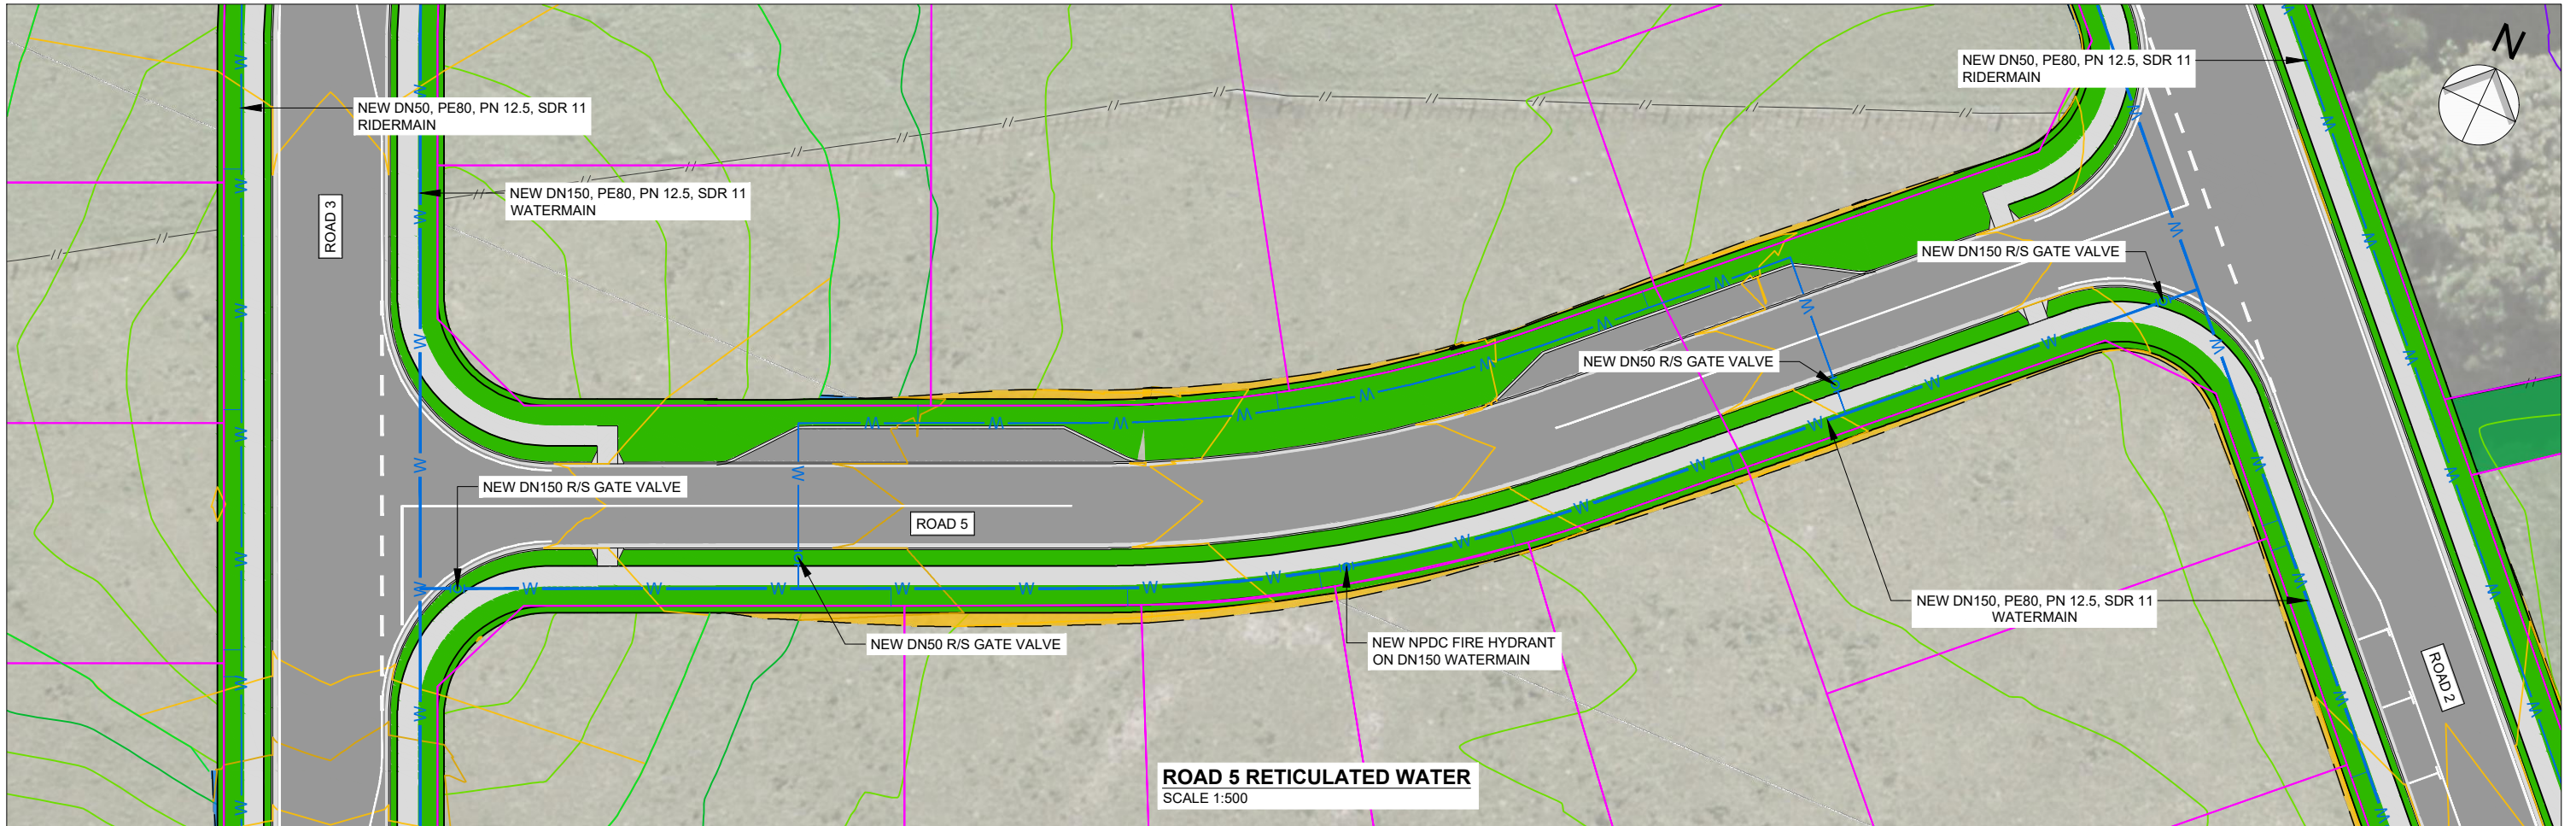 NEW DN50, PE80, PN 12.5, SDR 11
RIDERMAIN
NEW DN150, PE80, PN 12.5, SDR 11
WATERMAIN
ROAD 3
NEW DN50, PE80, PN 12.5, SDR 11
RIDERMAIN
N
NEW DN150 R/S GATE VALVE
NEW DN50 R/S GATE VALVE
NEW DN150 R/S GATE VALVE
ROAD 5
NEW DN50 R/S GATE VALVE
NEW NPDC FIRE HYDRANT
ON DN150 WATERMAIN
NEW DN150, PE80, PN 12.5, SDR 11
WATERMAIN
ROAD 2
ROAD 5 RETICULATED WATER
SCALE 1:500